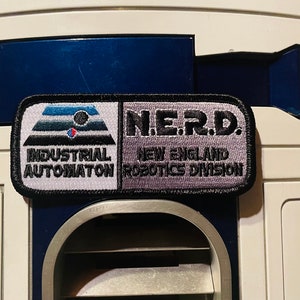 INDUSTRIAL
AUTOMATON
N.E.R.D.
NEW ENGLAND
ROBOTICS DIVISION